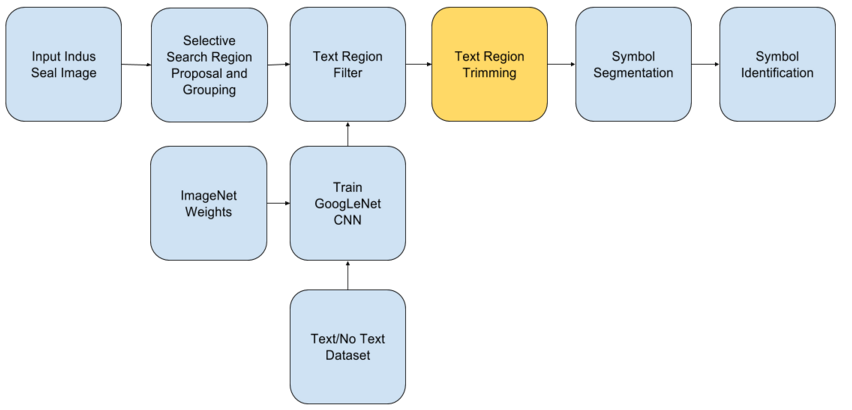 Input Indus
Seal Image
Selective
Search Region
Proposal and
Grouping
Text Region
Filter
Text Region
Trimming
Symbol
Segmentation
Symbol
Identification
ImageNet
Weights
Train
GoogLeNet
CNN
Text/No Text
Dataset